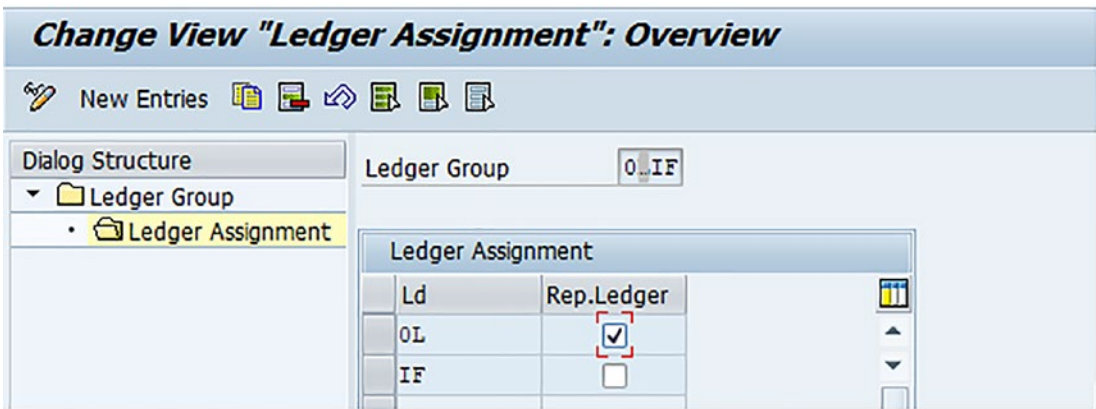 Change View "Ledger Assignment": Overview
New Entries
Dialog Structure
Ledger Group
Ledger Assignment
Ledger Group
Ledger Assignment
Ld Rep.Ledger
0L
IF